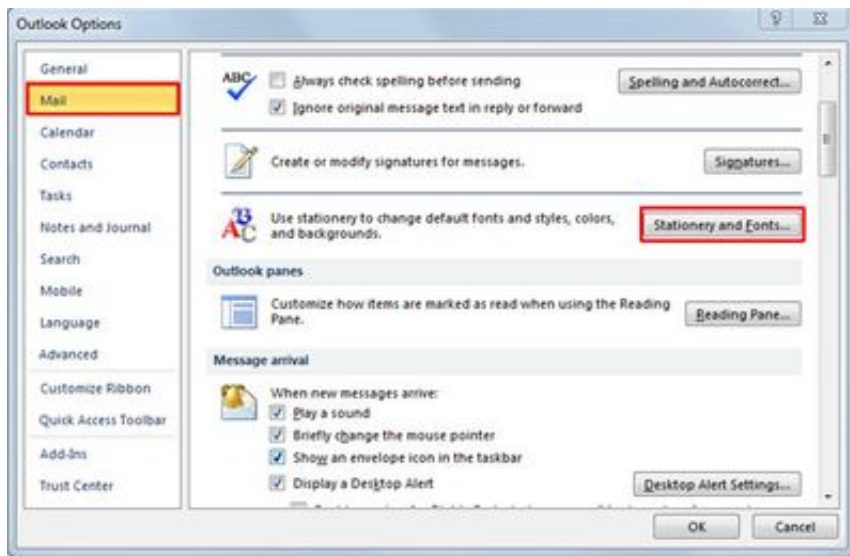 Outlook Options
General
Mail
Calendar
Contacts
Tasks
Notes and Journal
Search
Mobile
Language
Advanced
Customize Ribbon
Quick Access Toolbar
Add-Ins
Trust Center
ABC
Always check spelling before sending
Spelling and Autocorrect...
Ignore original message text in reply or forward
Create or modify signatures for messages.
Signatures...
Use stationery to change default fonts and styles, colors,
and backgrounds.
Stationery and Fonts...
Outlook panes
Customize how items are marked as read when using the Reading
Pane.
Reading Pane...
Message arrival
When new messages arrive:
Play a sound
Briefly change the mouse pointer
Show an envelope icon in the taskbar
Display a Desktop Alert
Desktop Alert Settings...
OK
Cancel